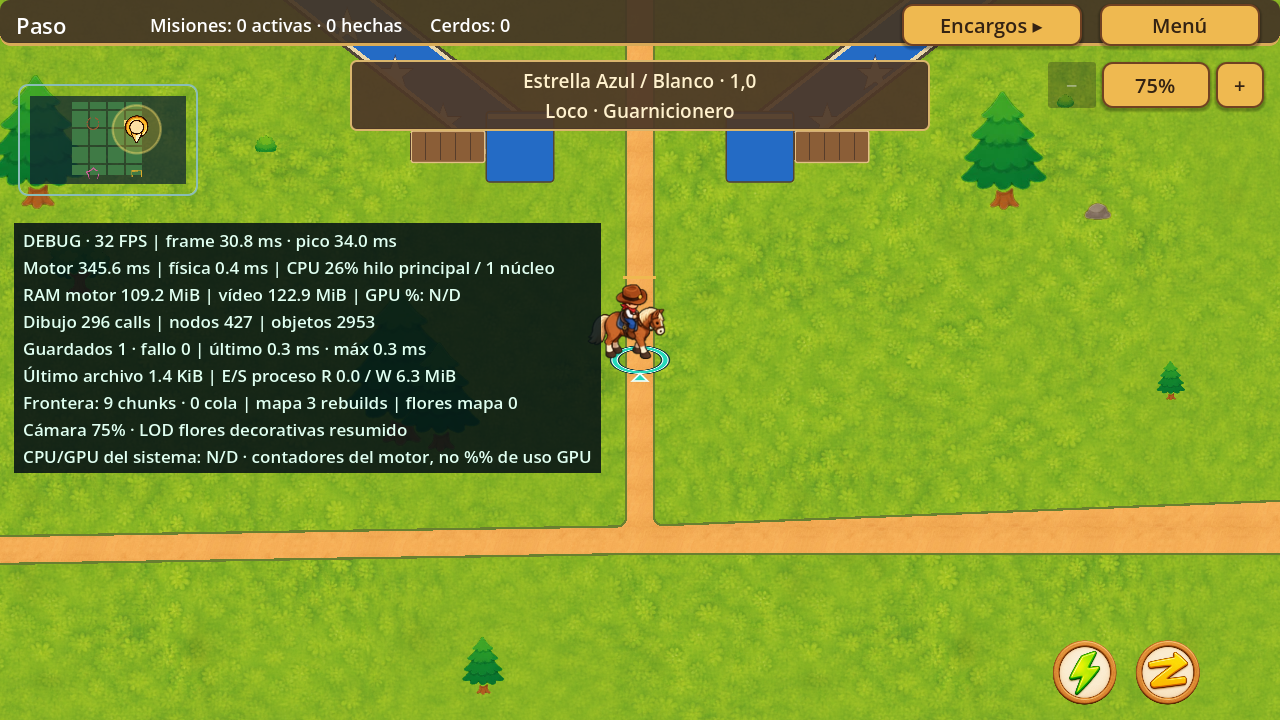 Paso
Misiones: 0 activas · 0 hechas
Cerdos: 0
Encargos ▸
Menú
Estrella Azul / Blanco · 1,0
Loco · Guarnicionero
−
75%
+
DEBUG · 32 FPS | frame 30.8 ms · pico 34.0 ms
Motor 345.6 ms | física 0.4 ms | CPU 26% hilo principal / 1 núcleo
RAM motor 109.2 MiB | vídeo 122.9 MiB | GPU %: N/D
Dibujo 296 calls | nodos 427 | objetos 2953
Guardados 1 · fallo 0 | último 0.3 ms · máx 0.3 ms
Último archivo 1.4 KiB | E/S proceso R 0.0 / W 6.3 MiB
Frontera: 9 chunks · 0 cola | mapa 3 rebuilds | flores mapa 0
Cámara 75% · LOD flores decorativas resumido
CPU/GPU del sistema: N/D · contadores del motor, no %% de uso GPU